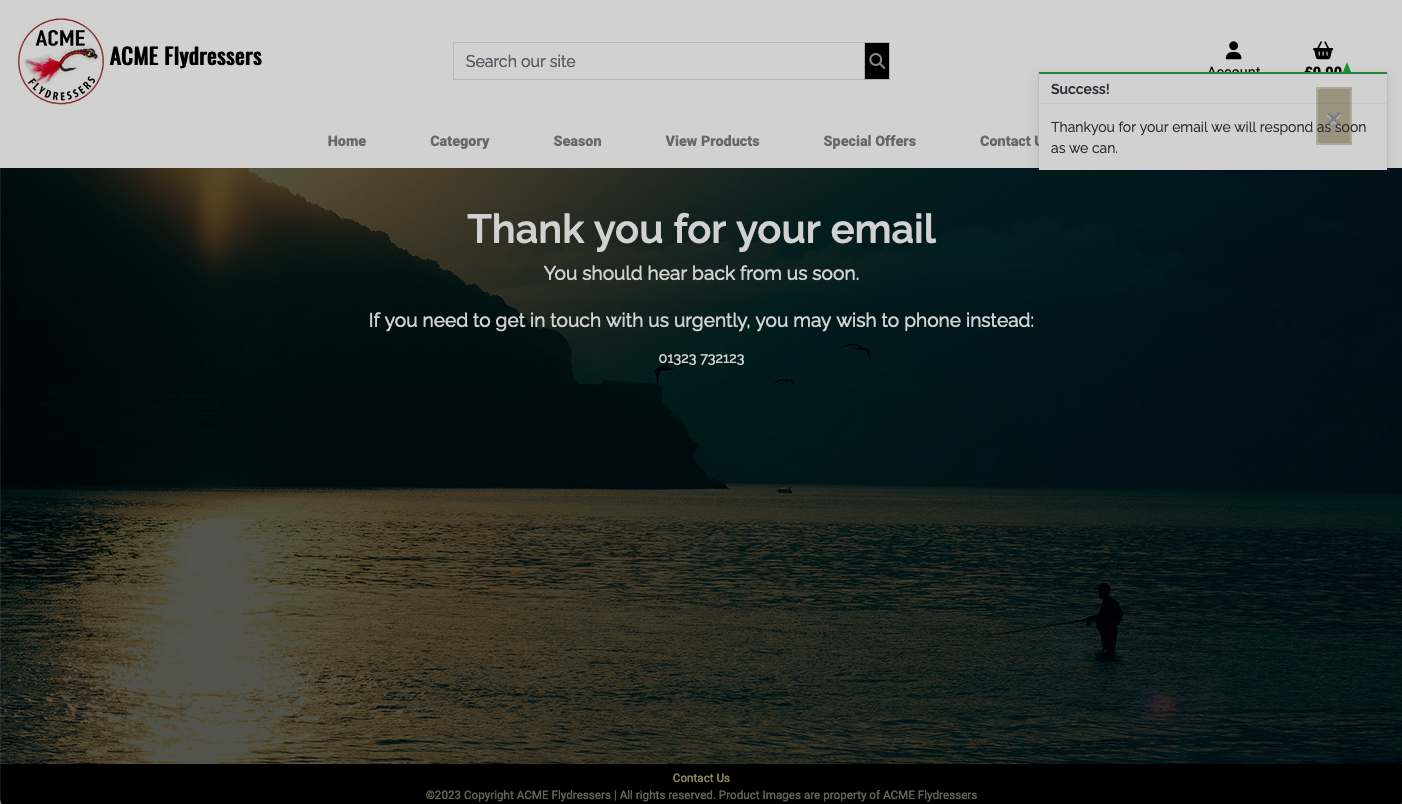 ACME
FLYDRESSERS
ACME Flydressers
Search our site
Account
£0.00
Success!
Thankyou for your email we will respond as soon
as we can.
Home
Category
Season
View Products
Special Offers
Contact
Thank you for your email
You should hear back from us soon.
If you need to get in touch with us urgently, you may wish to phone instead:
01323 732123
Contact Us
©2023 Copyright ACME Flydressers | All rights reserved. Product Images are property of ACME Flydressers